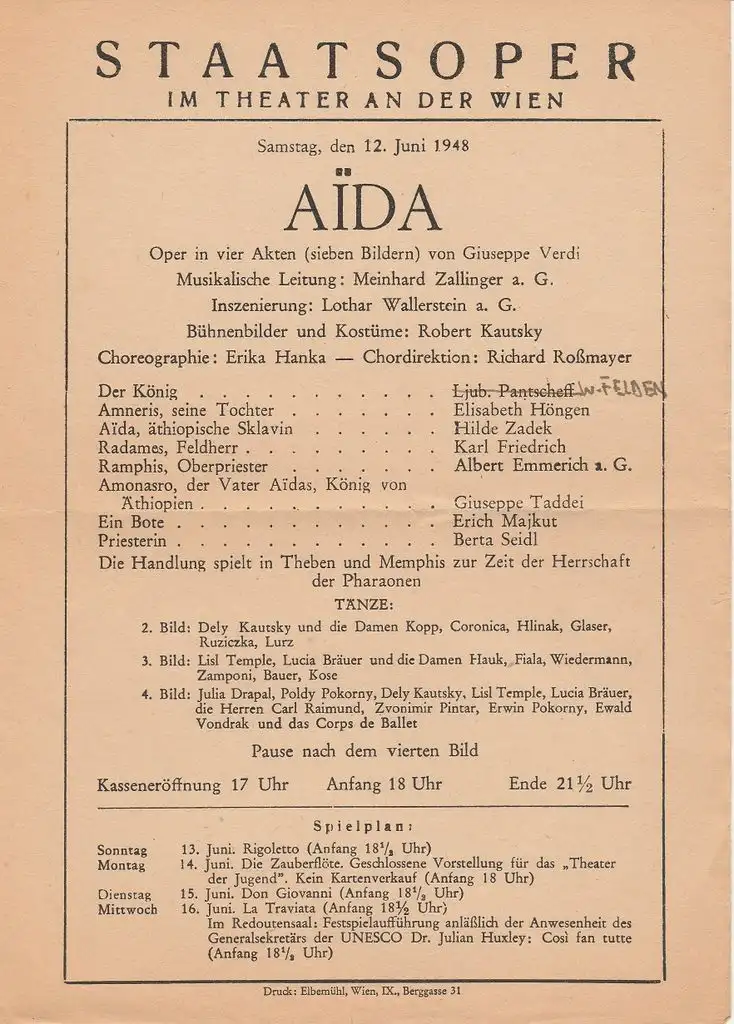 STAATSOPER
IM THEATER AN DER WIEN
Samstag, den 12. Juni 1948
AÏDA
Oper in vier Akten (sieben Bildern) von Giuseppe Verdi
Musikalische Leitung: Meinhard Zallinger a. G.
Inszenierung: Lothar Wallerstein a. G.
Bühnenbilder und Kostüme: Robert Kautsky
Choreographie: Erika Hanka — Chordirektion: Richard Roßmayer
Der König . . . . . . . . . . . Ljub. Pantscheff W-FELDEN
Amneris, seine Tochter . . . . . . . Elisabeth Höngen
Aïda, äthiopische Sklavin . . . . . . Hilde Zadek
Radames, Feldherr . . . . . . . . . Karl Friedrich
Ramphis, Oberpriester . . . . . . . Albert Emmerich a. G.
Amonasro, der Vater Aïdas, König von
Äthiopien . . . . . . . . . . . Giuseppe Taddei
Ein Bote . . . . . . . . . . . . Erich Majkut
Priesterin . . . . . . . . . . . . Berta Seidl
Die Handlung spielt in Theben und Memphis zur Zeit der Herrschaft
der Pharaonen
TÄNZE:
2. Bild: Dely Kautsky und die Damen Kopp, Coronica, Hlinak, Glaser,
Ruziczka, Lurz
3. Bild: Lisl Temple, Lucia Bräuer und die Damen Hauk, Fiala, Wiedermann,
Zamponi, Bauer, Kose
4. Bild: Julia Drapal, Poldy Pokorny, Dely Kautsky, Lisl Temple, Lucia Bräuer,
die Herren Carl Raimund, Zvonimir Pintar, Erwin Pokorny, Ewald
Vondrak und das Corps de Ballet
Pause nach dem vierten Bild
Kasseneröffnung 17 Uhr Anfang 18 Uhr Ende 21½ Uhr
Spielplan:
Sonntag 13. Juni. Rigoletto (Anfang 18½ Uhr)
Montag 14. Juni. Die Zauberflöte. Geschlossene Vorstellung für das „Theater
der Jugend". Kein Kartenverkauf (Anfang 18 Uhr)
Dienstag 15. Juni. Don Giovanni (Anfang 18½ Uhr)
Mittwoch 16. Juni. La Traviata (Anfang 18½ Uhr)
Im Redoutensaal: Festspielaufführung anläßlich der Anwesenheit des
Generalsekretärs der UNESCO Dr. Julian Huxley: Così fan tutte
(Anfang 18½ Uhr)
Druck: Elbemühl, Wien, IX., Berggasse 31